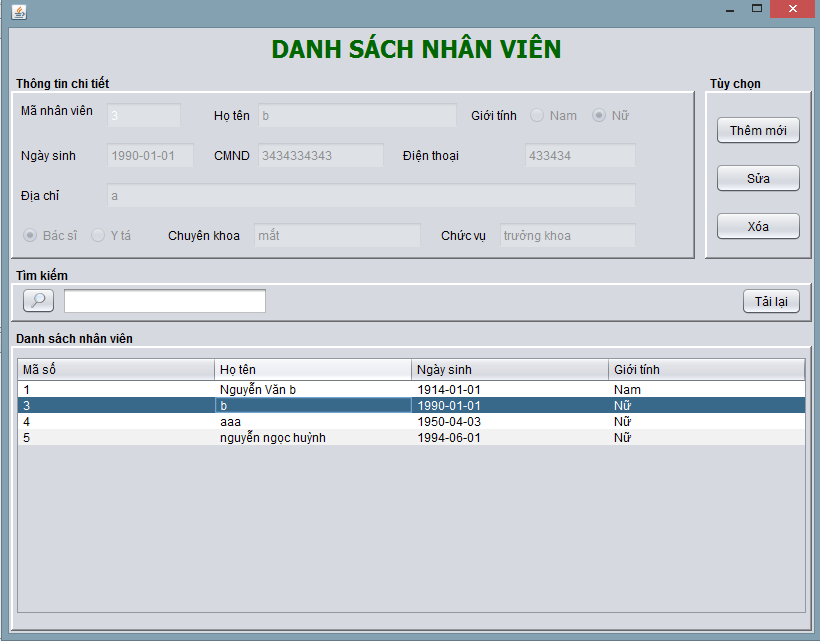 DANH SÁCH NHÂN VIÊN
Thông tin chi tiết
Tùy chọn
Mã nhân viên 3 Họ tên b Giới tính Nam Nữ
Thêm mới
Ngày sinh 1990-01-01 CMND 3434334343 Điện thoại 433434
Sửa
Địa chỉ a
Xóa
Bác sĩ Y tá Chuyên khoa mắt Chức vụ trưởng khoa
Tìm kiếm
Tải lại
Danh sách nhân viên
Mã số Họ tên Ngày sinh Giới tính
1 Nguyễn Văn b 1914-01-01 Nam
3 b 1990-01-01 Nữ
4 aaa 1950-04-03 Nữ
5 nguyễn ngọc huỳnh 1994-06-01 Nữ